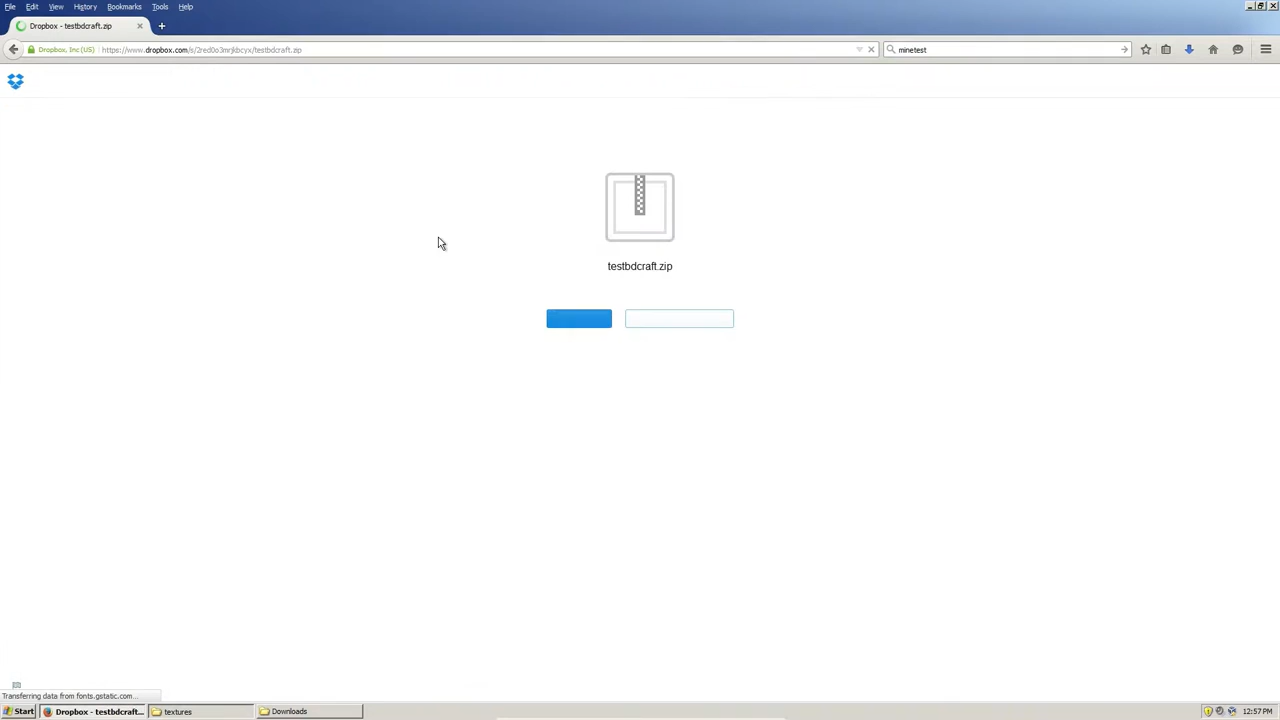 File Edit View History Bookmarks Tools Help
Dropbox - testbdcraft.zip
Dropbox, Inc (US) https://www.dropbox.com/s/2red0o3mrjkbcyx/testbdcraft.zip
minetest
testbdcraft.zip
Transferring data from fonts.gstatic.com...
Start Dropbox - testbdcraft... textures Downloads 12:57 PM